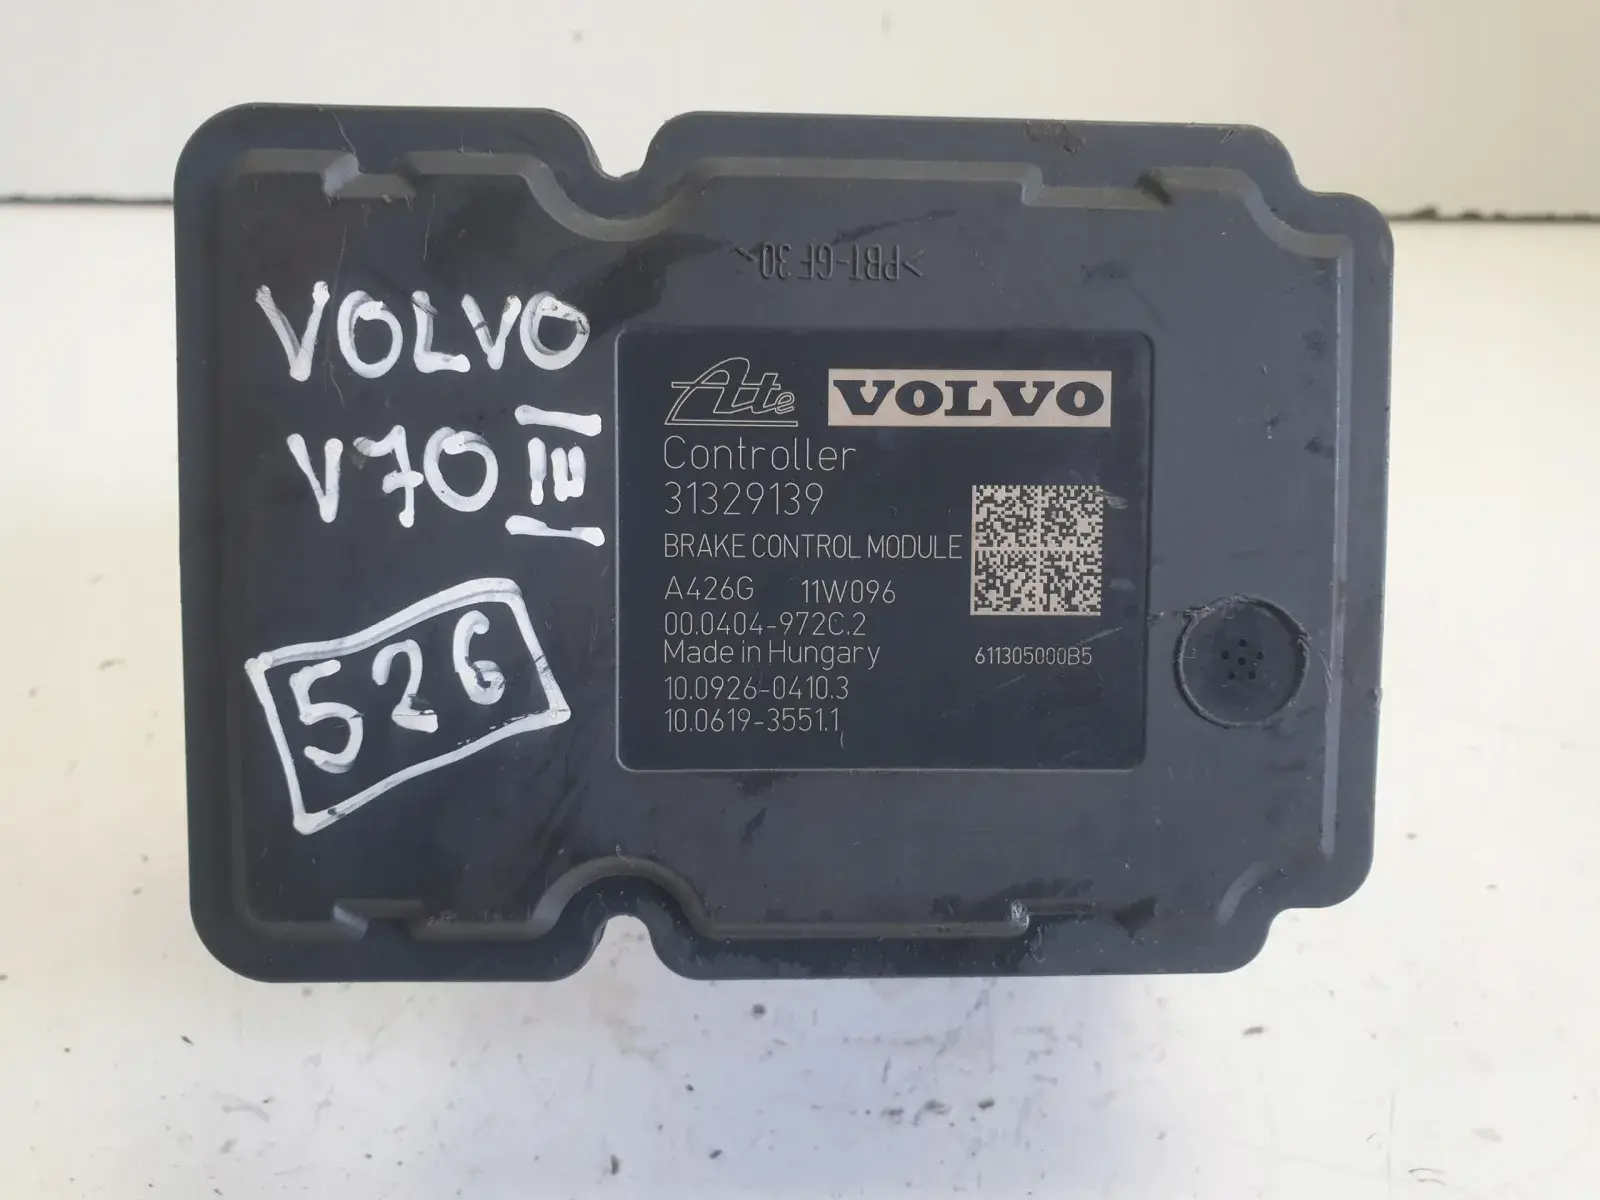 >PBT-GF30<
VOLVO
V70 III
526
Ate VOLVO
Controller
31329139
BRAKE CONTROL MODULE
A426G 11W096
00.0404-972C.2
Made in Hungary
611305000B5
10.0926-0410.3
10.0619-3551.1